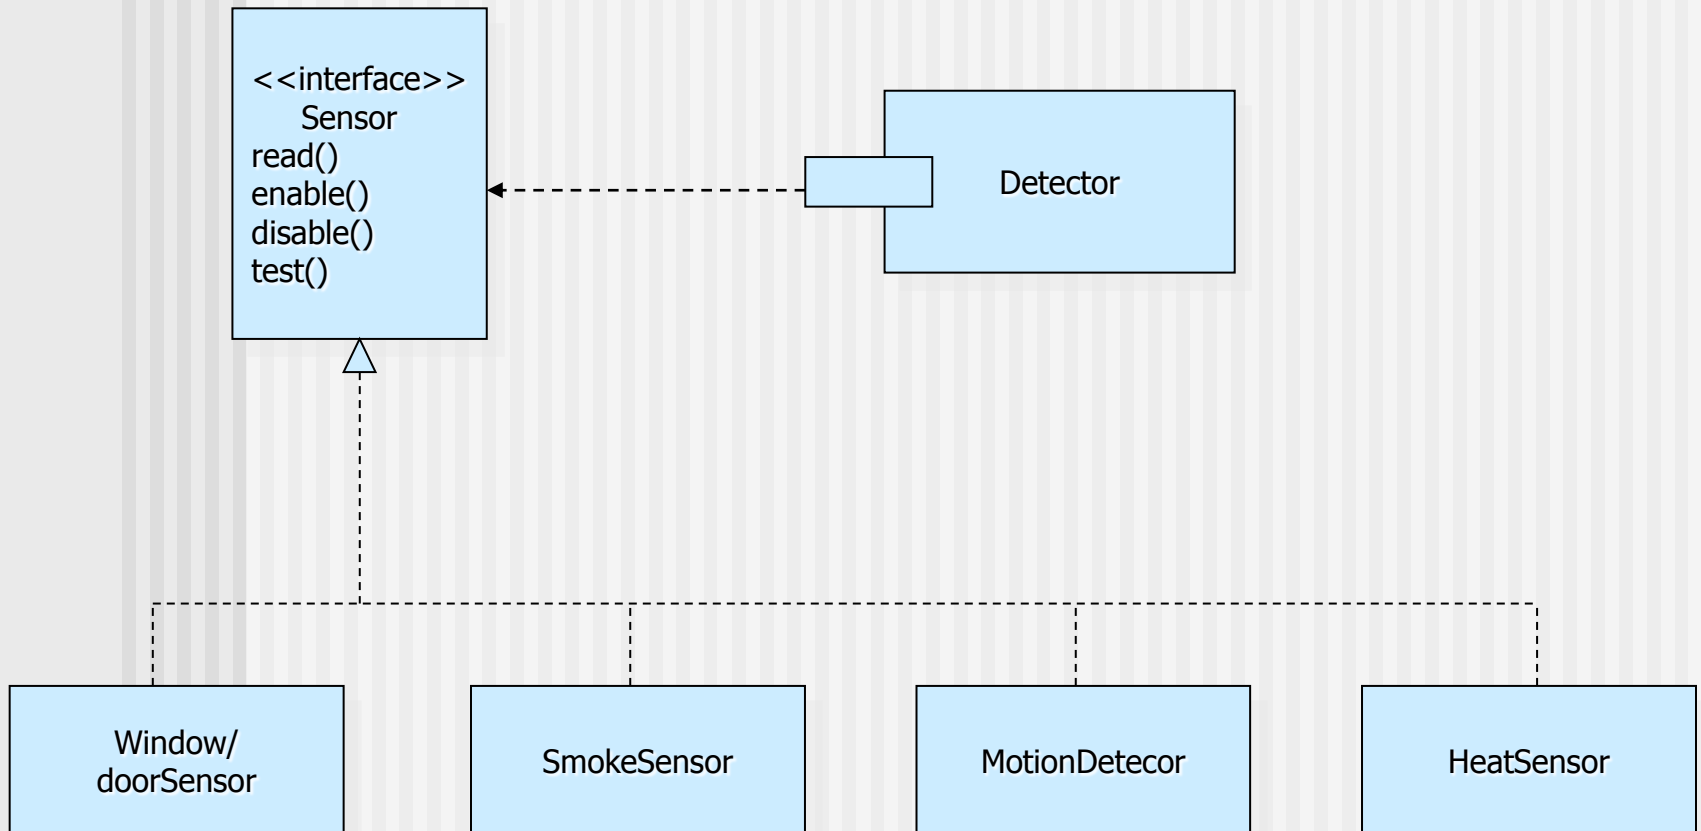 <<interface>>
Sensor
read()
enable()
disable()
test()
Detector
Window/
doorSensor
SmokeSensor
MotionDetecor
HeatSensor